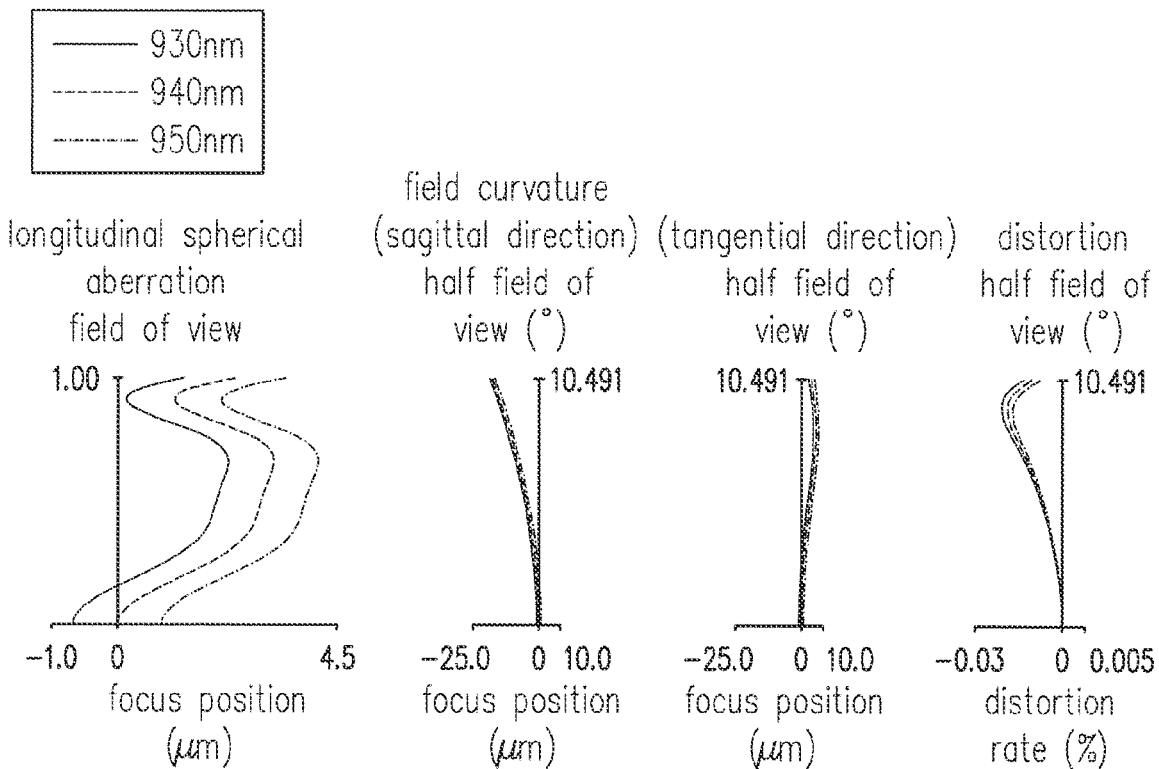 930nm
940nm
950nm
longitudinal spherical
aberration
field of view
1.00
-1.0 0 4.5
focus position
(μm)
field curvature
(sagittal direction)
half field of
view (°)
10.491
-25.0 0 10.0
focus position
(μm)
(tangential direction)
half field of
view (°)
10.491
-25.0 0 10.0
focus position
(μm)
distortion
half field of
view (°)
10.491
-0.03 0 0.005
distortion
rate (%)